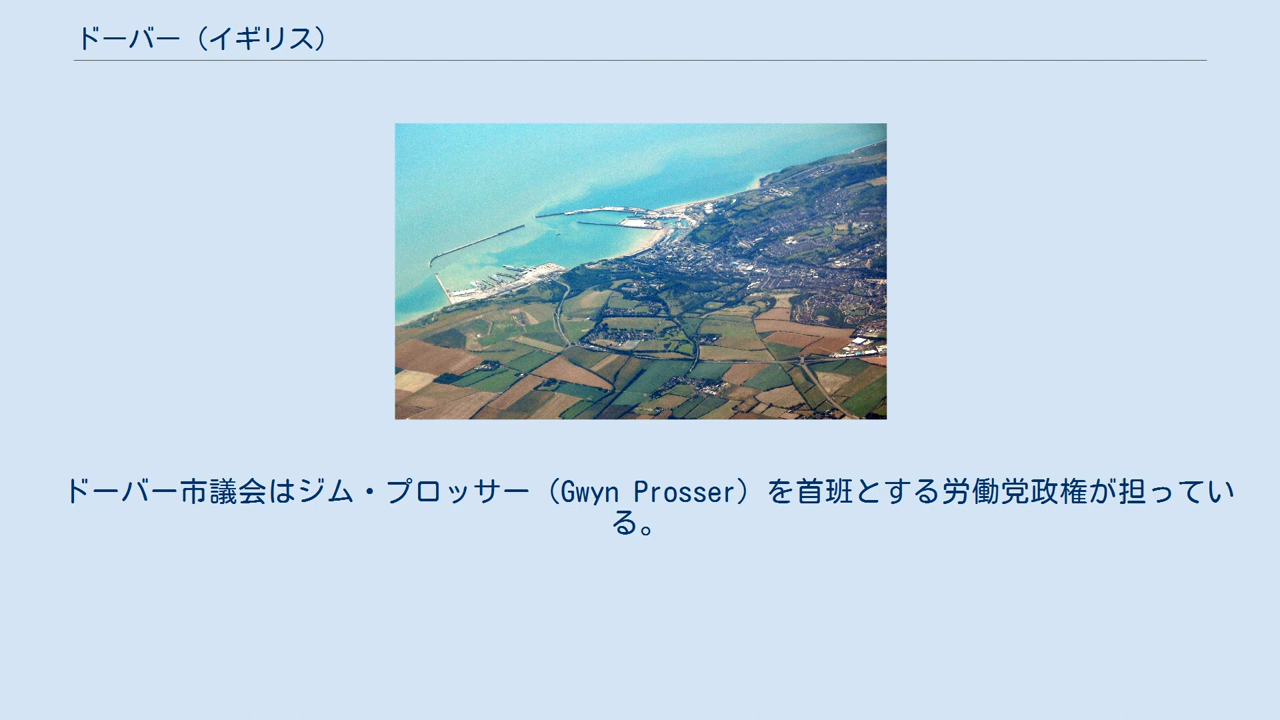 ドーバー（イギリス）
ドーバー市議会はジム・プロッサー（Gwyn Prosser）を首班とする労働党政権が担ってい
る。